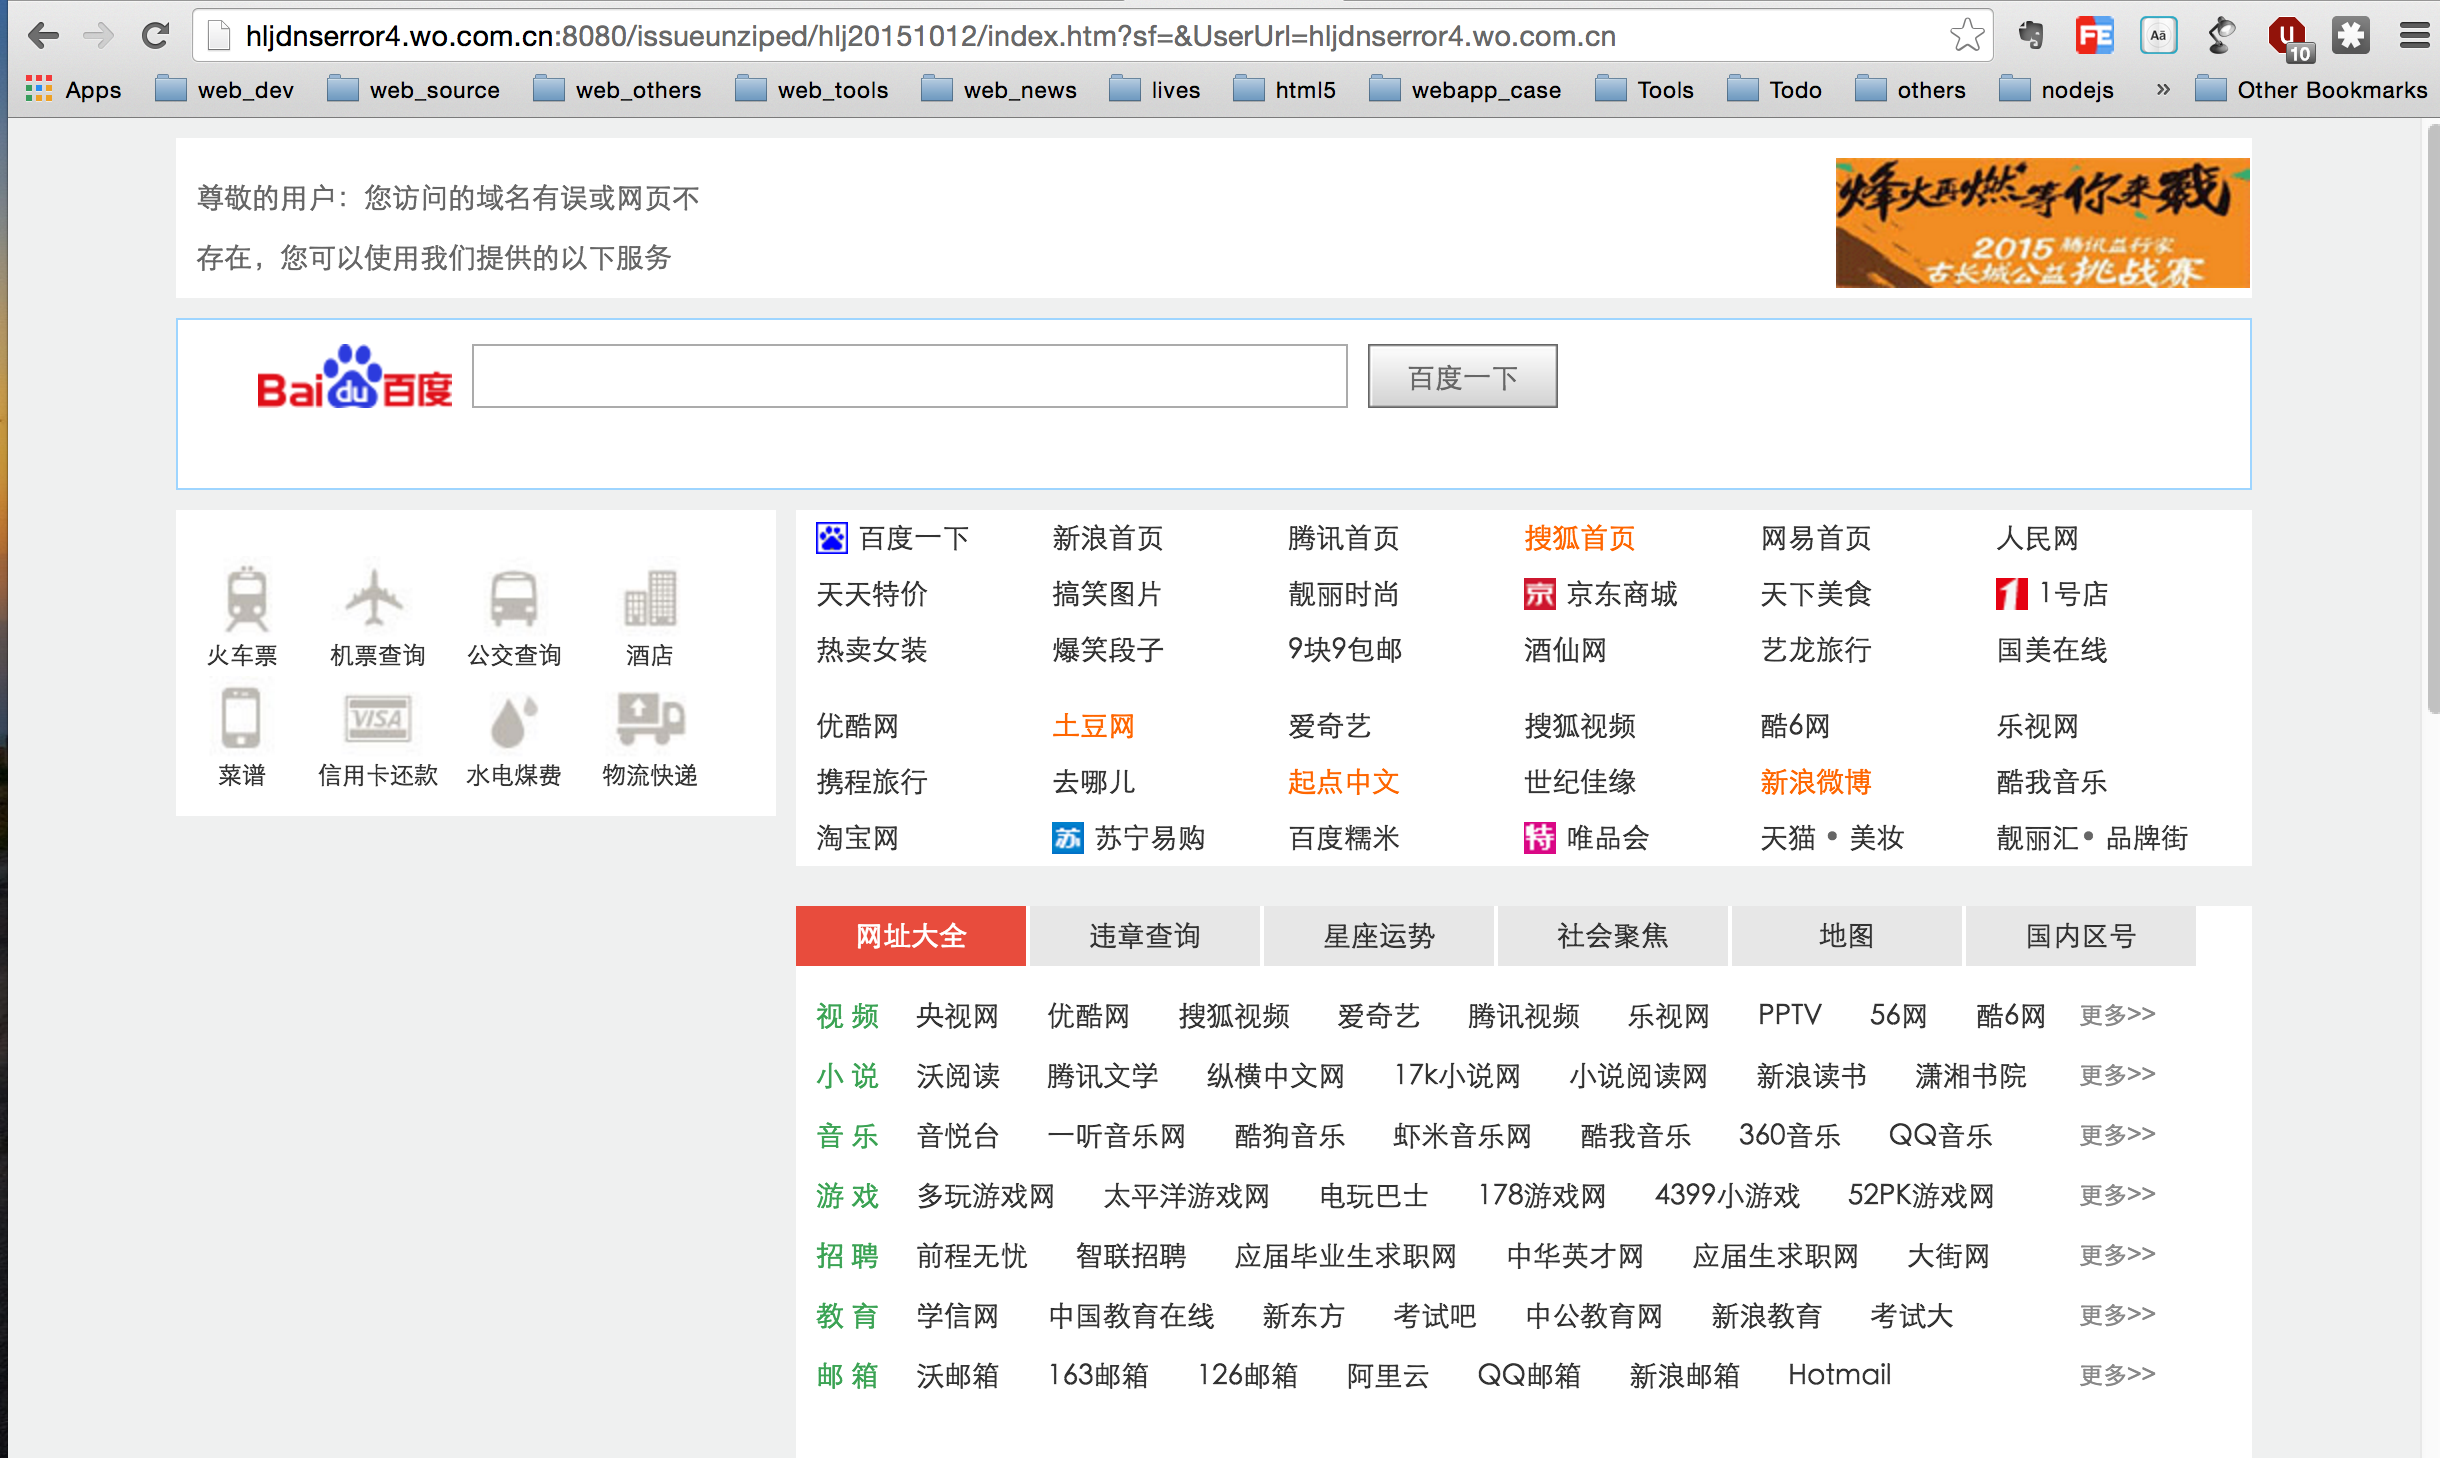 hljdnserror4.wo.com.cn:8080/issueunziped/hlj20151012/index.htm?sf=&UserUrl=hljdnserror4.wo.com.cn
FE Aä u 10
Apps web_dev web_source web_others web_tools web_news lives html5 webapp_case Tools Todo others nodejs » Other Bookmarks
尊敬的用户：您访问的域名有误或网页不
存在，您可以使用我们提供的以下服务
烽火再燃 等你来戰
2015 腾讯益行家
古长城公益挑战赛
Baidu百度 百度一下
火车票 机票查询 公交查询 酒店
VISA
菜谱 信用卡还款 水电煤费 物流快递
百度一下 新浪首页 腾讯首页 搜狐首页 网易首页 人民网
天天特价 搞笑图片 靓丽时尚 京 京东商城 天下美食 1 1号店
热卖女装 爆笑段子 9块9包邮 酒仙网 艺龙旅行 国美在线
优酷网 土豆网 爱奇艺 搜狐视频 酷6网 乐视网
携程旅行 去哪儿 起点中文 世纪佳缘 新浪微博 酷我音乐
淘宝网 苏 苏宁易购 百度糯米 特 唯品会 天猫•美妆 靓丽汇•品牌街
网址大全 违章查询 星座运势 社会聚焦 地图 国内区号
视 频 央视网 优酷网 搜狐视频 爱奇艺 腾讯视频 乐视网 PPTV 56网 酷6网 更多>>
小 说 沃阅读 腾讯文学 纵横中文网 17k小说网 小说阅读网 新浪读书 潇湘书院 更多>>
音 乐 音悦台 一听音乐网 酷狗音乐 虾米音乐网 酷我音乐 360音乐 QQ音乐 更多>>
游 戏 多玩游戏网 太平洋游戏网 电玩巴士 178游戏网 4399小游戏 52PK游戏网 更多>>
招 聘 前程无忧 智联招聘 应届毕业生求职网 中华英才网 应届生求职网 大街网 更多>>
教 育 学信网 中国教育在线 新东方 考试吧 中公教育网 新浪教育 考试大 更多>>
邮 箱 沃邮箱 163邮箱 126邮箱 阿里云 QQ邮箱 新浪邮箱 Hotmail 更多>>